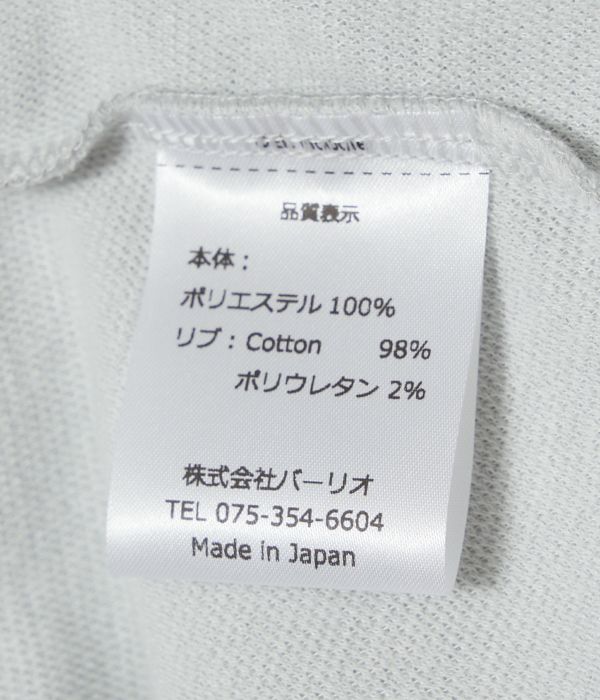 品質表示
本体：
ポリエステル 100%
リブ：Cotton 98%
ポリウレタン 2%
株式会社バーリオ
TEL 075-354-6604
Made in Japan